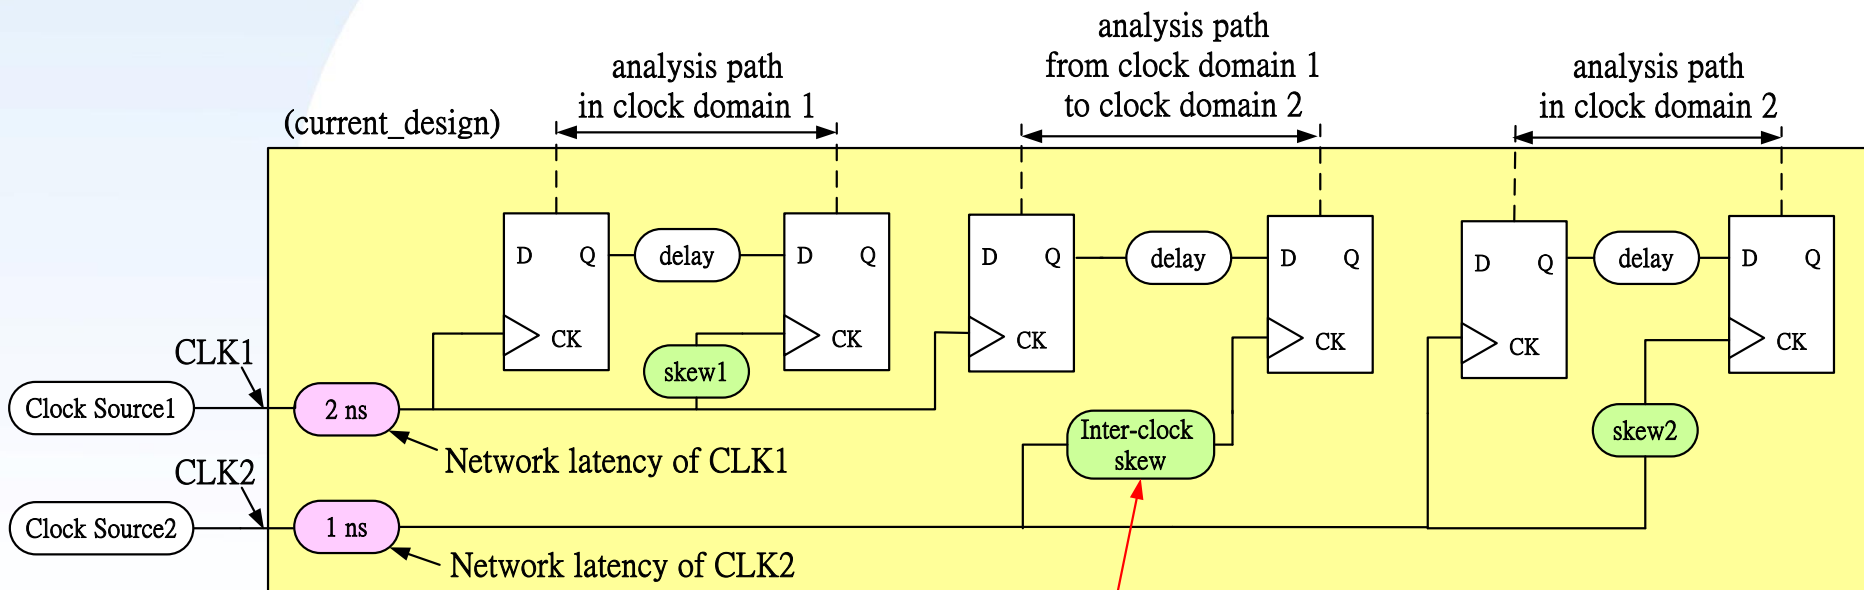 analysis path
from clock domain 1
to clock domain 2
analysis path
in clock domain 1
analysis path
in clock domain 2
(current_design)
D Q
delay
D Q
D Q
delay
D Q
D Q
delay
D Q
CK
CK
CK
CK
CK
CK
skew1
CLK1
Clock Source1
2 ns
Network latency of CLK1
Inter-clock
skew
skew2
CLK2
Clock Source2
1 ns
Network latency of CLK2